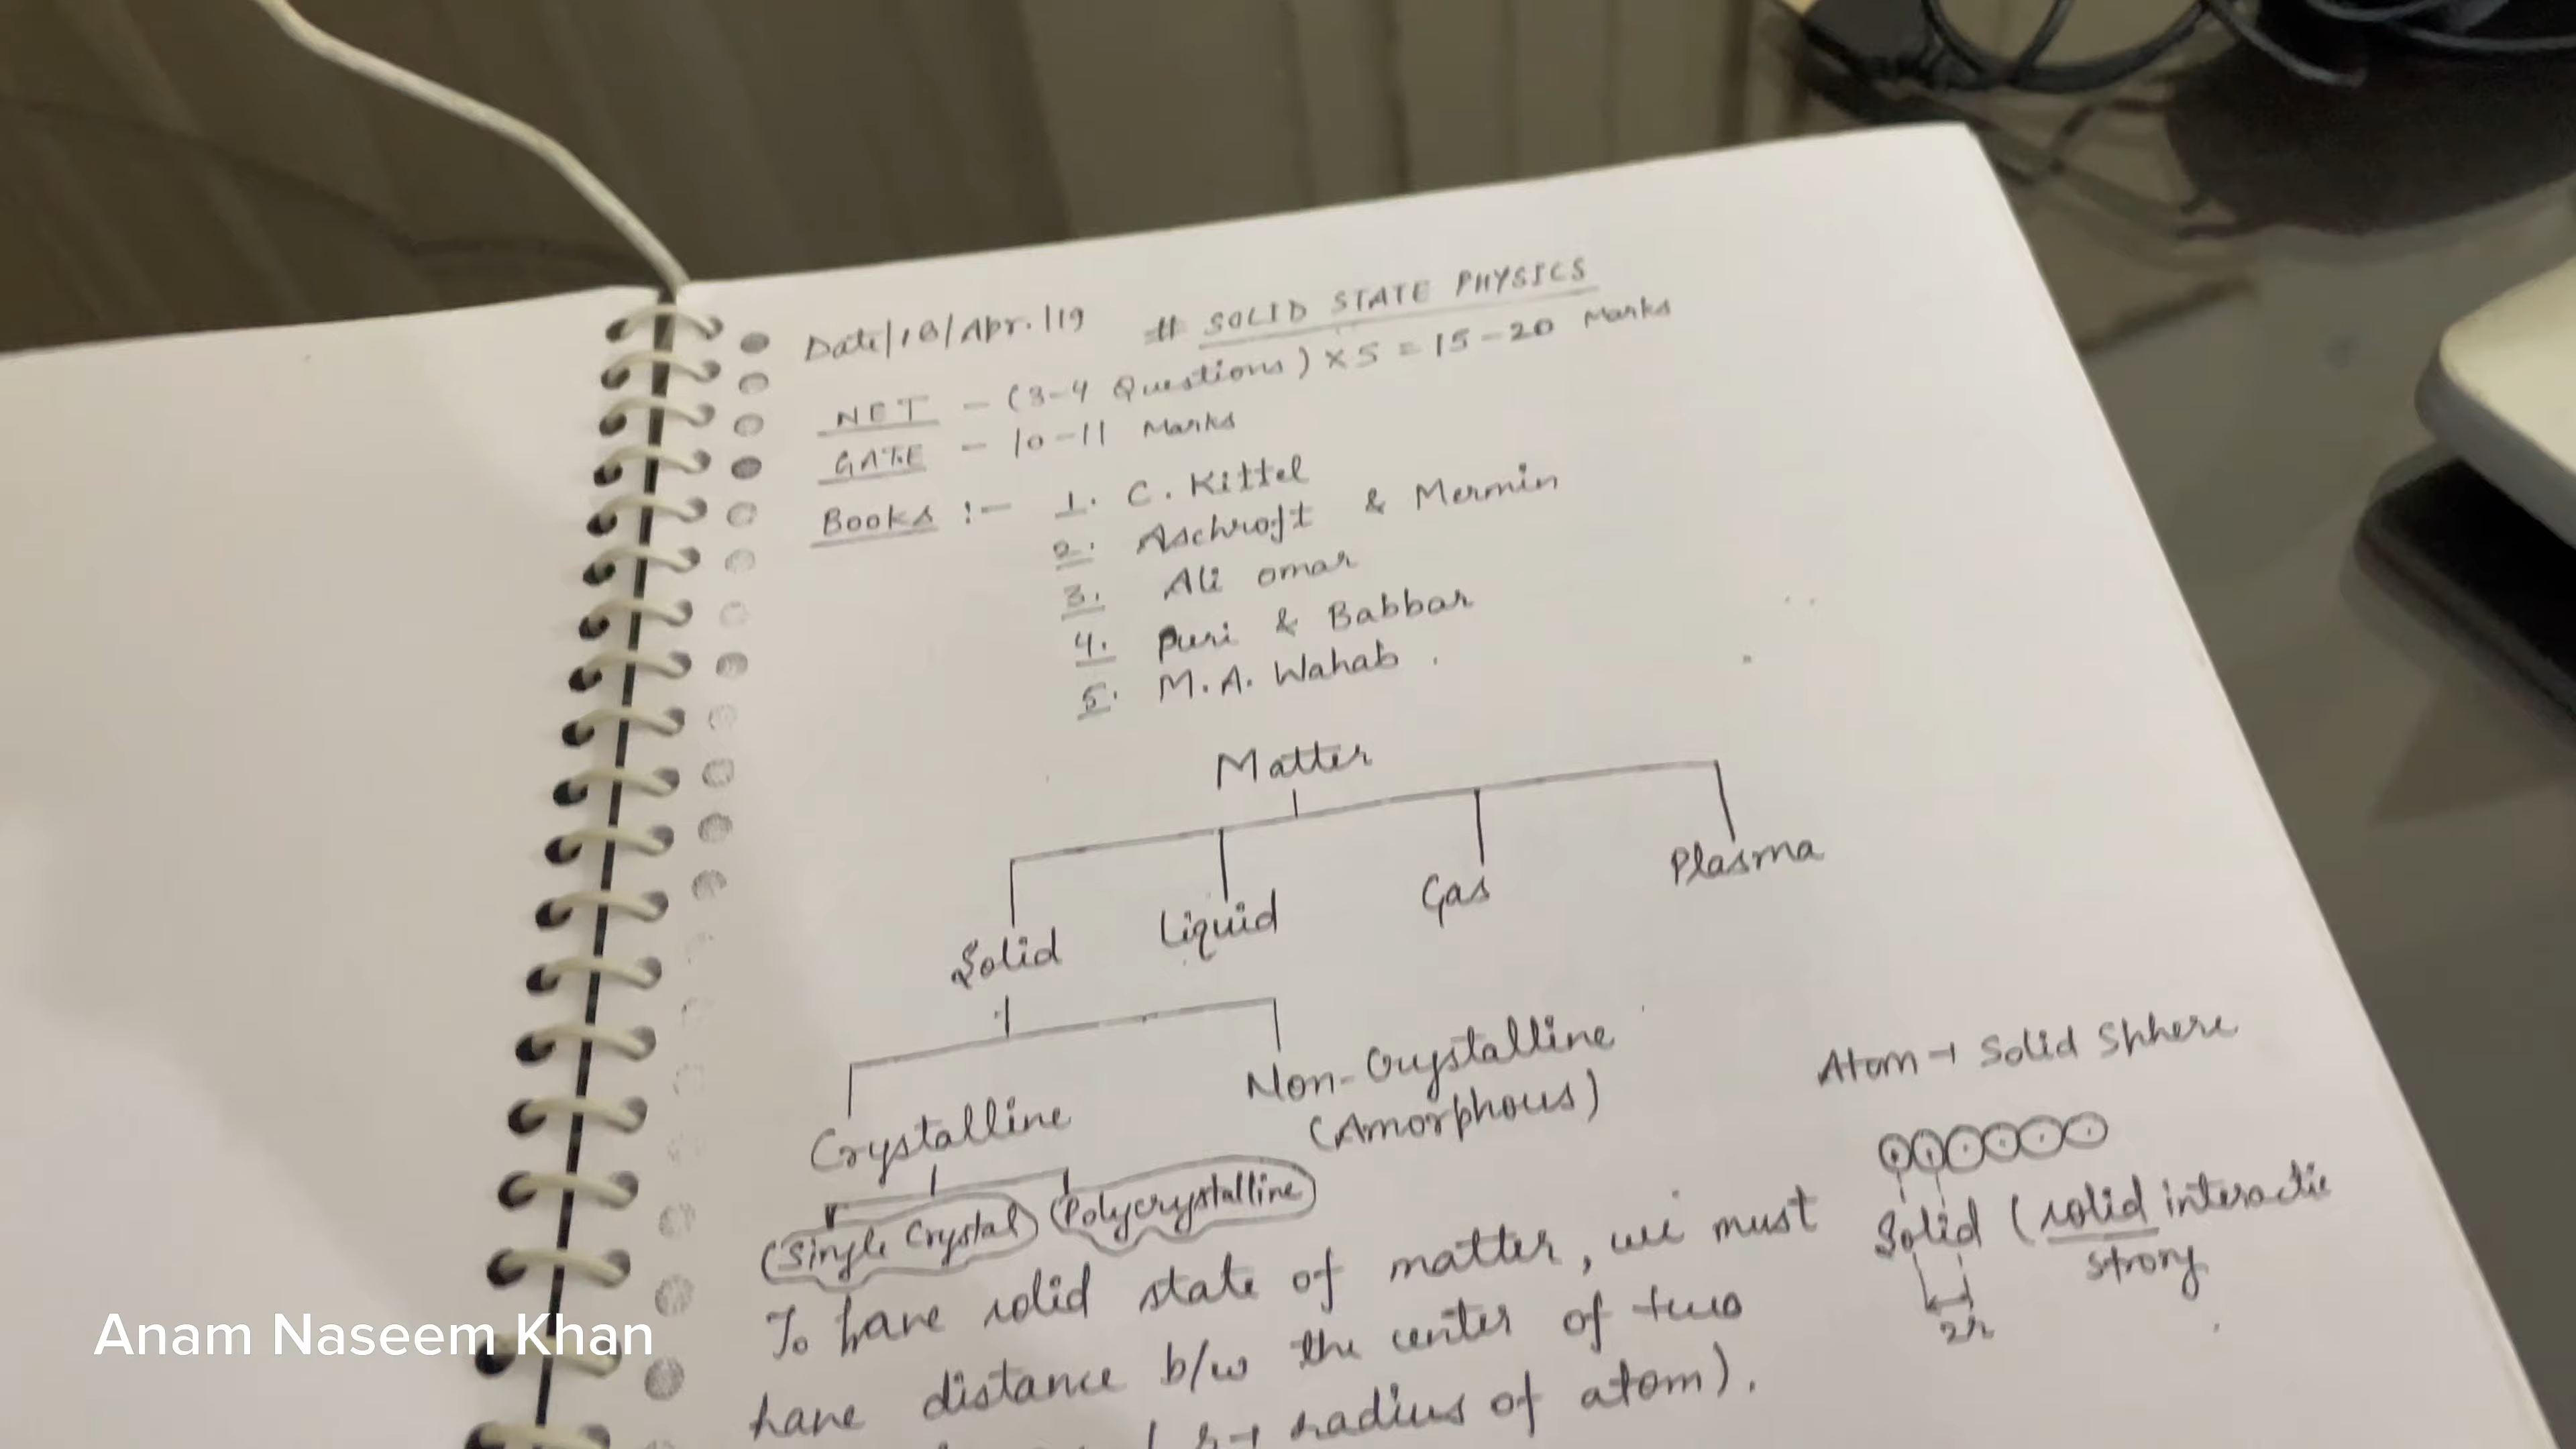 Date/18/Apr./19 # SOLID STATE PHYSICS
NET - (3-4 Questions) × 5 = 15-20 Marks
GATE - 10-11 Marks
Books :- 1. C. Kittel
2. Aschroft & Mermin
3. Ali omar
4. Puri & Babbar
5. M.A. Wahab.
Matter
Solid Liquid Gas Plasma
Crystalline Non-Crystalline
(Amorphous)
(Single Crystal) (Polycrystalline)
Atom → Solid Shhere
Solid (solid interactio
strong
2r
To have solid state of matter, we must
have distance b/w the center of two
r → radius of atom).
Anam Naseem Khan